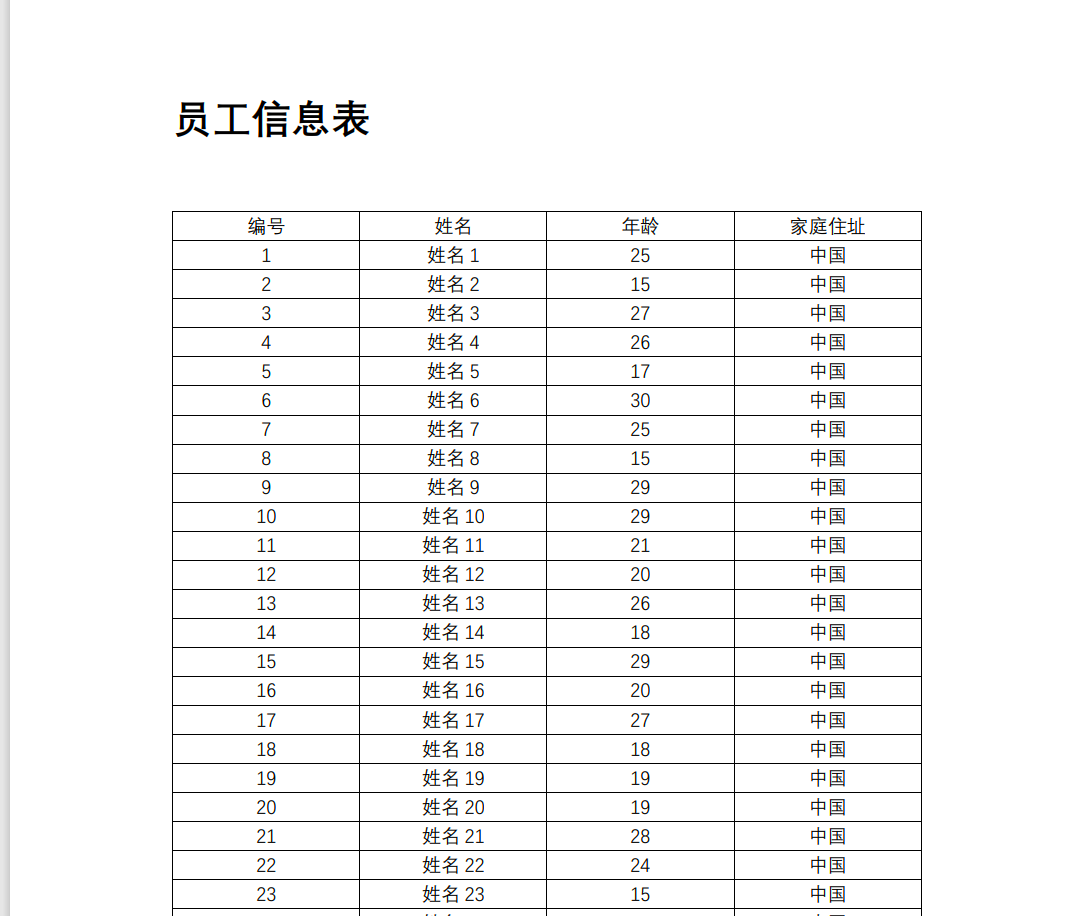 员工信息表
编号 姓名 年龄 家庭住址
1 姓名 1 25 中国
2 姓名 2 15 中国
3 姓名 3 27 中国
4 姓名 4 26 中国
5 姓名 5 17 中国
6 姓名 6 30 中国
7 姓名 7 25 中国
8 姓名 8 15 中国
9 姓名 9 29 中国
10 姓名 10 29 中国
11 姓名 11 21 中国
12 姓名 12 20 中国
13 姓名 13 26 中国
14 姓名 14 18 中国
15 姓名 15 29 中国
16 姓名 16 20 中国
17 姓名 17 27 中国
18 姓名 18 18 中国
19 姓名 19 19 中国
20 姓名 20 19 中国
21 姓名 21 28 中国
22 姓名 22 24 中国
23 姓名 23 15 中国